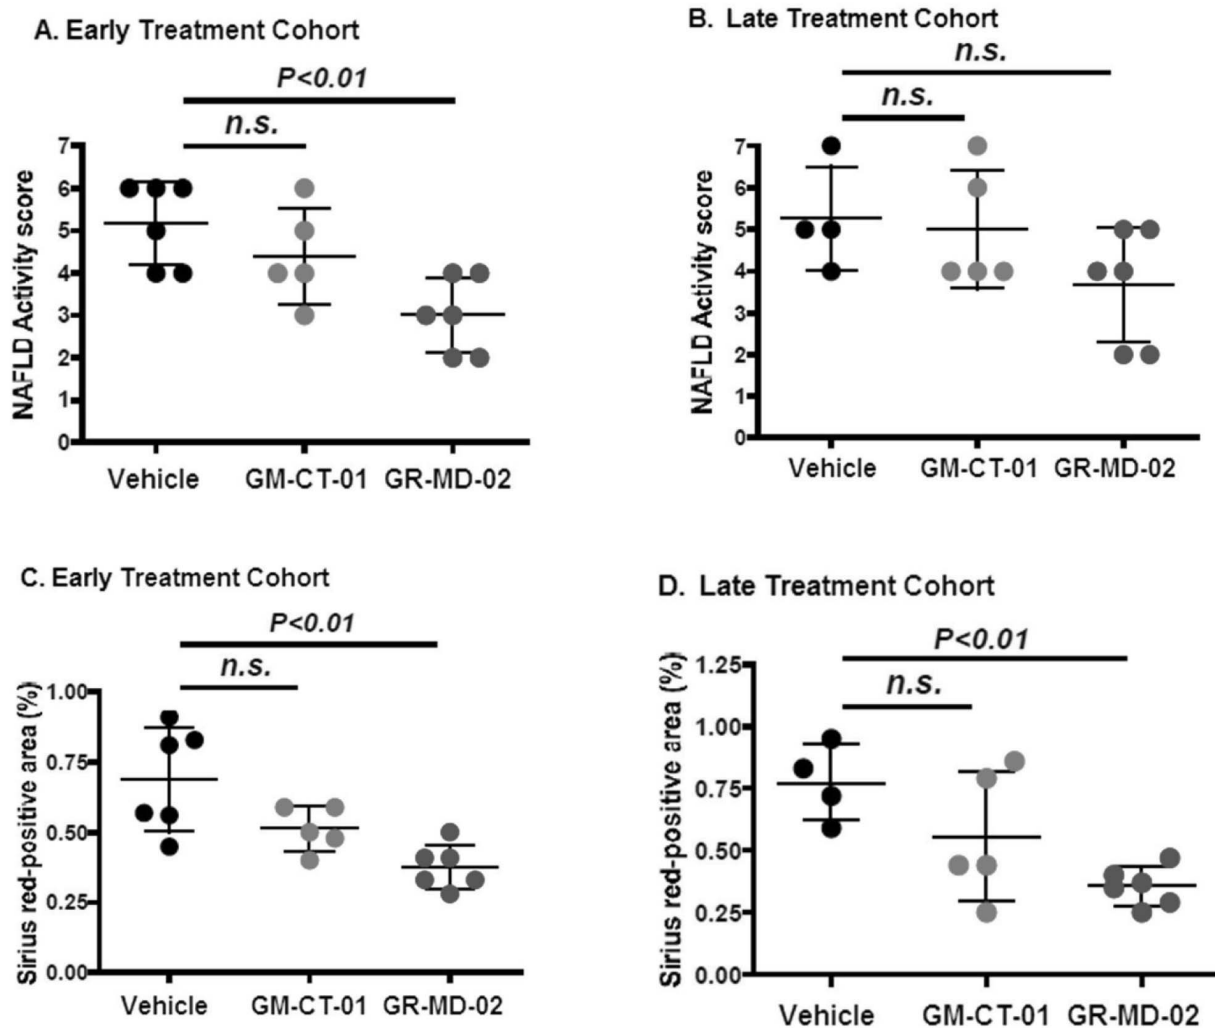 A. Early Treatment Cohort
P<0.01
n.s.
NAFLD Activity score
7
6
5
4
3
2
1
0
Vehicle GM-CT-01 GR-MD-02
B. Late Treatment Cohort
n.s.
n.s.
NAFLD Activity score
7
6
5
4
3
2
1
0
Vehicle GM-CT-01 GR-MD-02
C. Early Treatment Cohort
P<0.01
n.s.
Sirius red-positive area (%)
1.00
0.75
0.50
0.25
0.00
Vehicle GM-CT-01 GR-MD-02
D. Late Treatment Cohort
P<0.01
n.s.
Sirius red-positive area (%)
1.25
1.00
0.75
0.50
0.25
0.00
Vehicle GM-CT-01 GR-MD-02